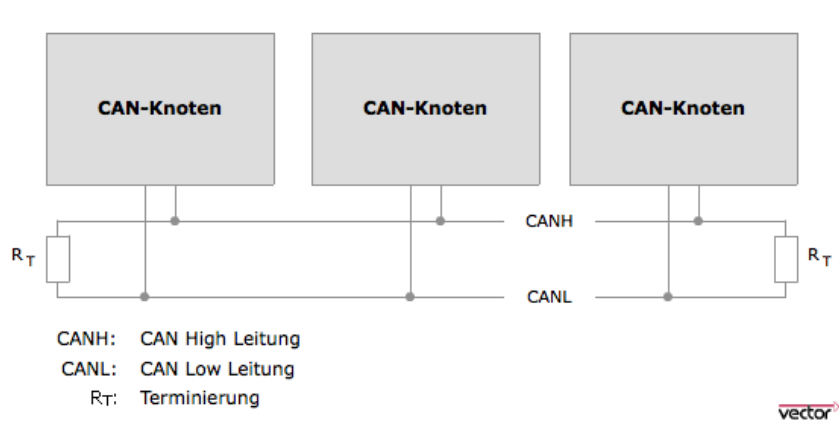 CAN-Knoten CAN-Knoten CAN-Knoten
CANH
RT RT
CANL
CANH: CAN High Leitung
CANL: CAN Low Leitung
RT: Terminierung
vector